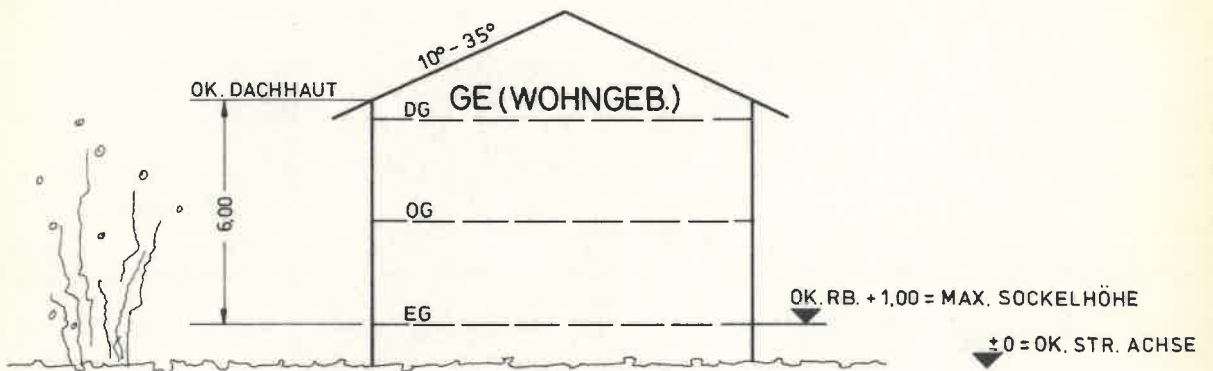 10° - 35°
OK. DACHHAUT
GE (WOHNGEB.)
DG
6,00
OG
OK. RB. + 1,00 = MAX. SOCKELHÖHE
EG
± 0 = OK. STR. ACHSE